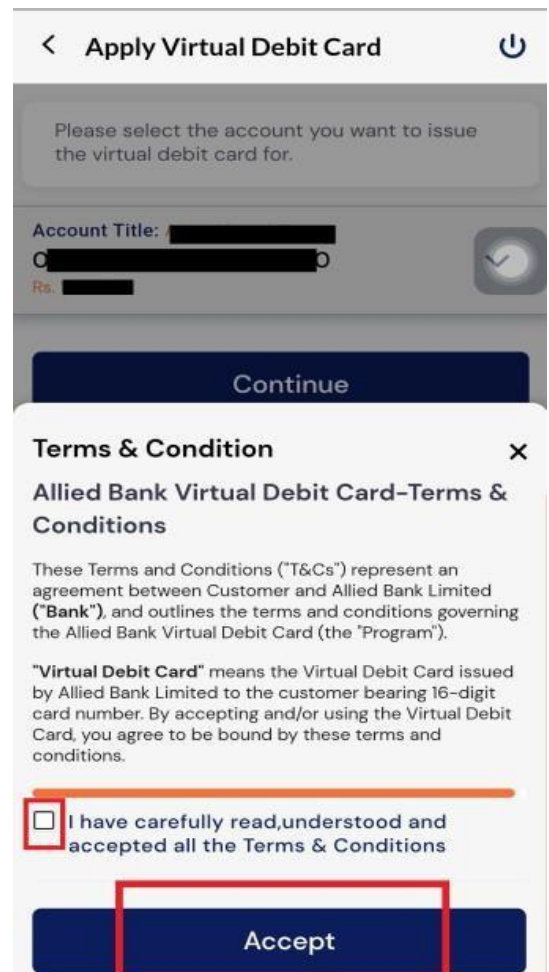 Apply Virtual Debit Card
Please select the account you want to issue
the virtual debit card for.
Account Title:
Rs.
Continue
Terms & Condition
Allied Bank Virtual Debit Card-Terms &
Conditions
These Terms and Conditions ("T&Cs") represent an
agreement between Customer and Allied Bank Limited
("Bank"), and outlines the terms and conditions governing
the Allied Bank Virtual Debit Card (the "Program").
"Virtual Debit Card" means the Virtual Debit Card issued
by Allied Bank Limited to the customer bearing 16-digit
card number. By accepting and/or using the Virtual Debit
Card, you agree to be bound by these terms and
conditions.
I have carefully read,understood and
accepted all the Terms & Conditions
Accept